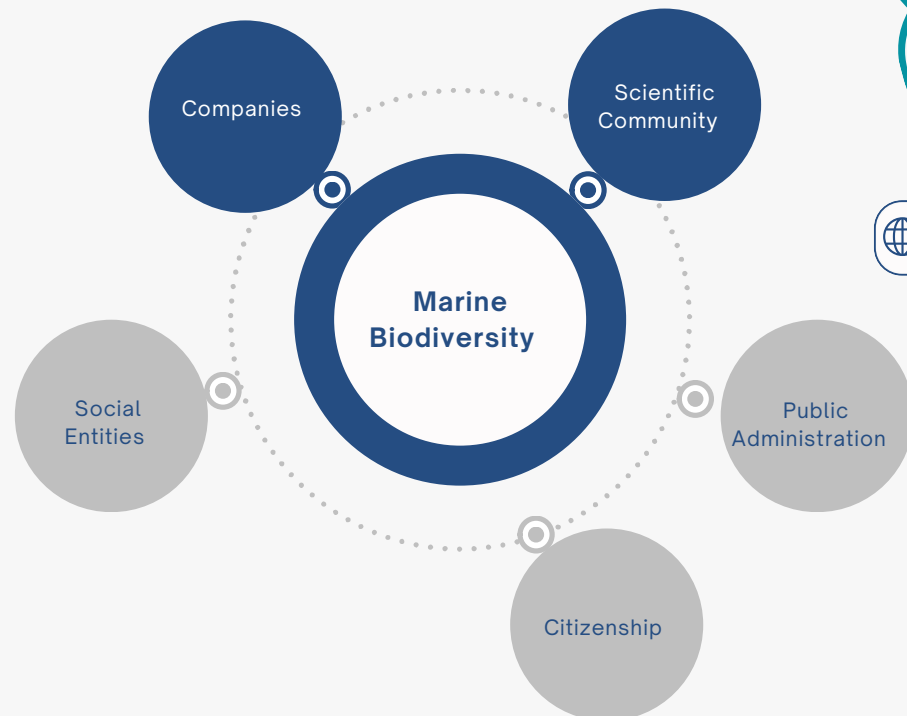 Companies
Scientific
Community
Marine
Biodiversity
Social
Entities
Public
Administration
Citizenship